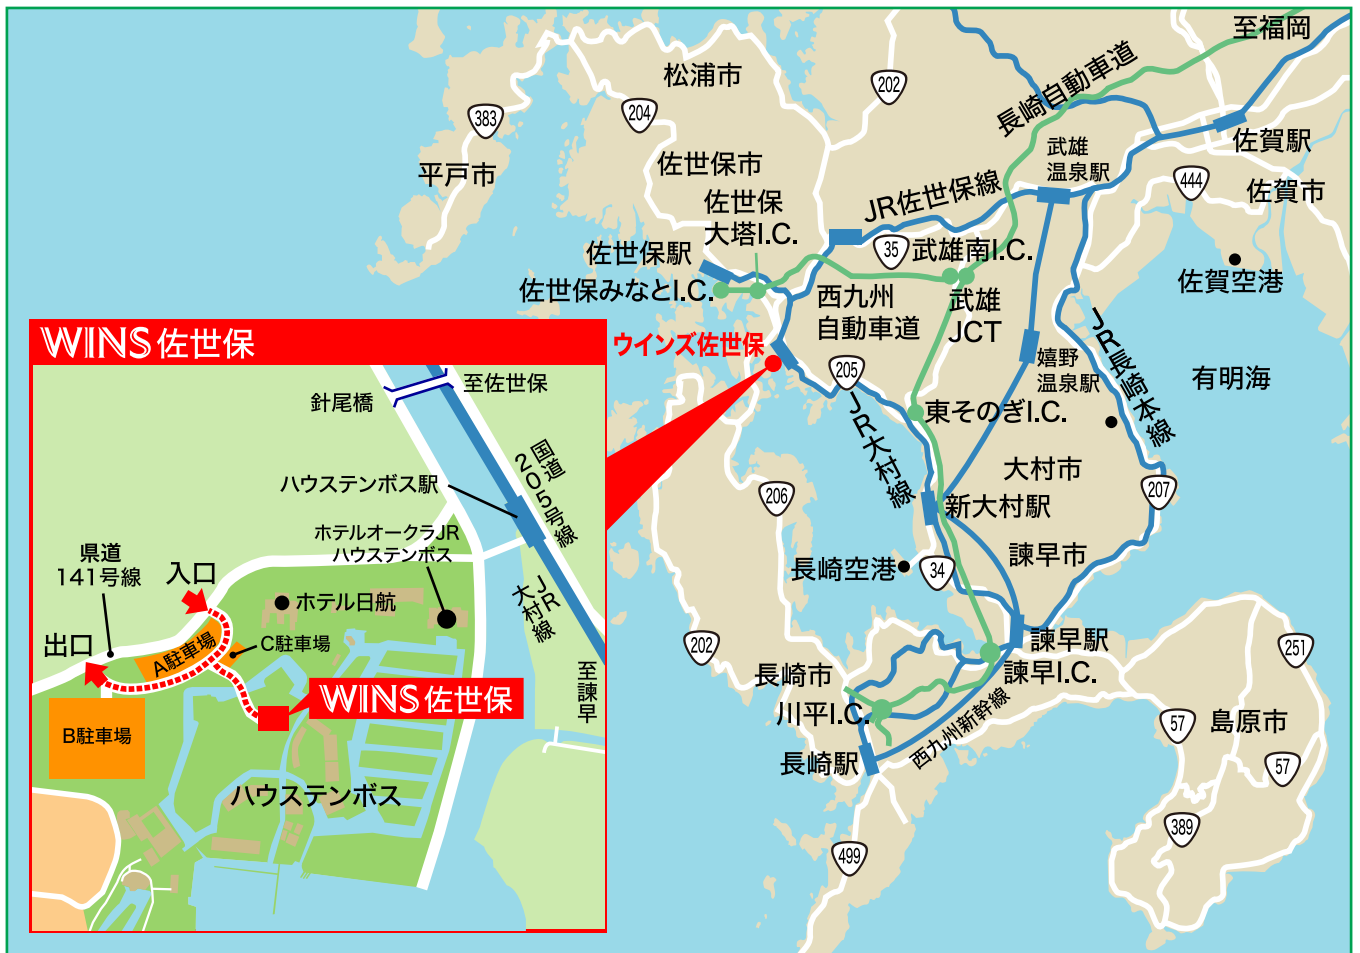 至福岡
長崎自動車道
松浦市
202
383
204
佐賀駅
武雄
温泉駅
平戸市
佐世保市
444
佐賀市
佐世保
大塔I.C.
JR佐世保線
35
武雄南I.C.
佐世保駅
佐賀空港
佐世保みなとI.C.
西九州
自動車道
武雄
JCT
ウインズ佐世保
205
嬉野
温泉駅
JR長崎本線
有明海
東そのぎI.C.
JR大村線
大村市
206
新大村駅
207
諫早市
長崎空港
34
202
諫早駅
251
長崎市
諫早I.C.
川平I.C.
西九州新幹線
57
島原市
長崎駅
57
389
499
WINS佐世保
至佐世保
針尾橋
国道
205号線
ハウステンボス駅
ホテルオークラJR
ハウステンボス
県道
141号線
入口
ホテル日航
JR
大村線
出口
A駐車場
C駐車場
至諫早
WINS佐世保
B駐車場
ハウステンボス